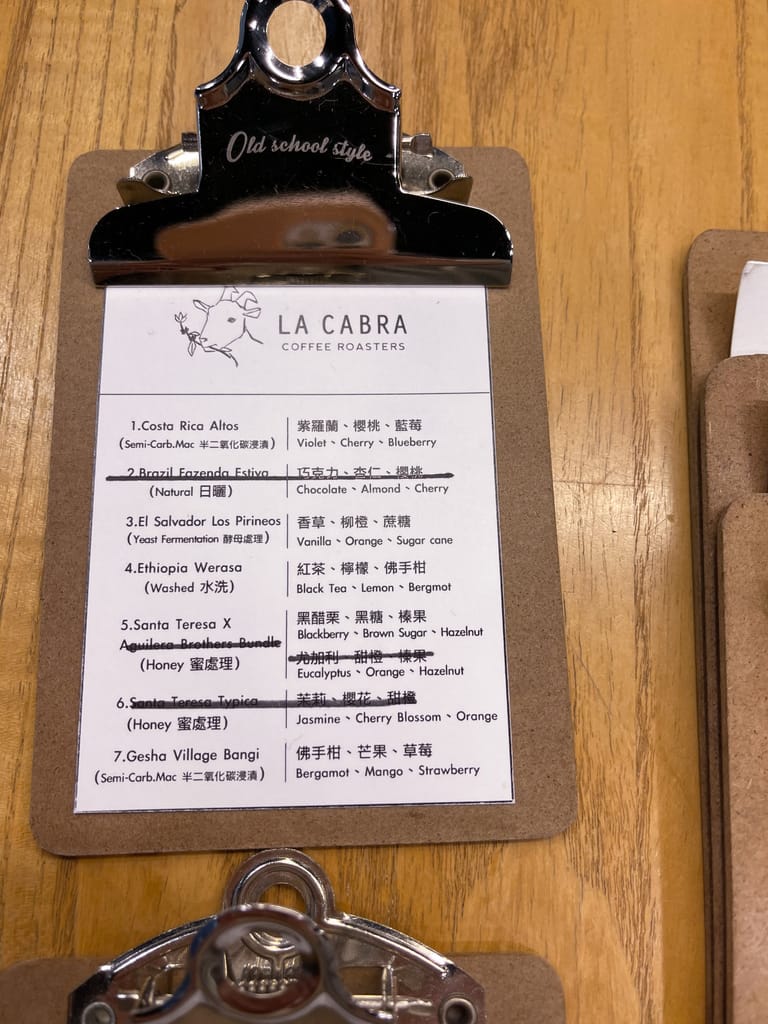 Old school style
LA CABRA
COFFEE ROASTERS
1.Costa Rica Altos
紫羅蘭、櫻桃、藍莓
(Semi-Carb.Mac 半二氧化碳浸漬)
Violet、Cherry、Blueberry
2.Brazil Fazenda Estiva
巧克力、杏仁、櫻桃
(Natural 日曬)
Chocolate、Almond、Cherry
3.El Salvador Los Pirineos
香草、柳橙、蔗糖
(Yeast Fermentation 酵母處理)
Vanilla、Orange、Sugar cane
4.Ethiopia Werasa
紅茶、檸檬、佛手柑
(Washed 水洗)
Black Tea、Lemon、Bergmot
5.Santa Teresa X
黑醋栗、黑糖、榛果
Blackberry、Brown Sugar、Hazelnut
Aguilera Brothers Bundle
尤加利、甜橙、榛果
(Honey 蜜處理)
Eucalyptus、Orange、Hazelnut
6.Santa Teresa Typica
茉莉、櫻花、甜橙
(Honey 蜜處理)
Jasmine、Cherry Blossom、Orange
7.Gesha Village Bangi
佛手柑、芒果、草莓
(Semi-Carb.Mac 半二氧化碳浸漬)
Bergamot、Mango、Strawberry